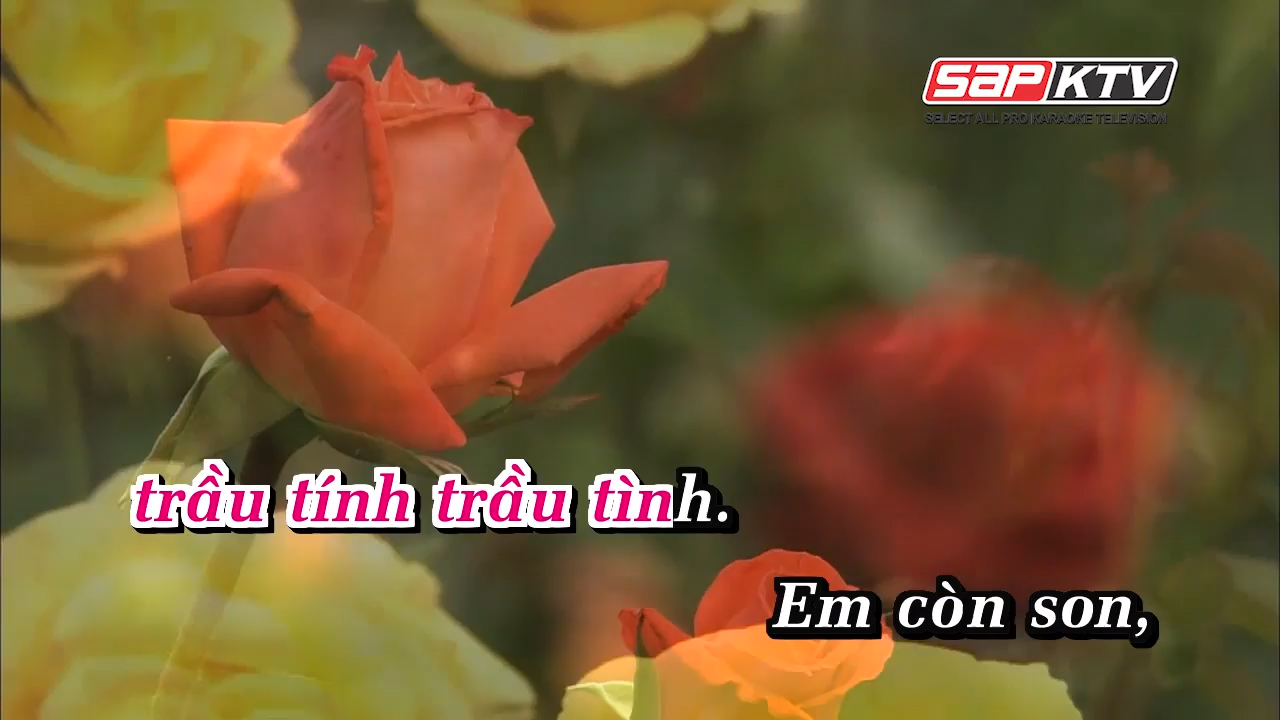 SAPKTV
SELECT ALL PRO KARAOKE TELEVISION
trầu tính trầu tình.
Em còn son,